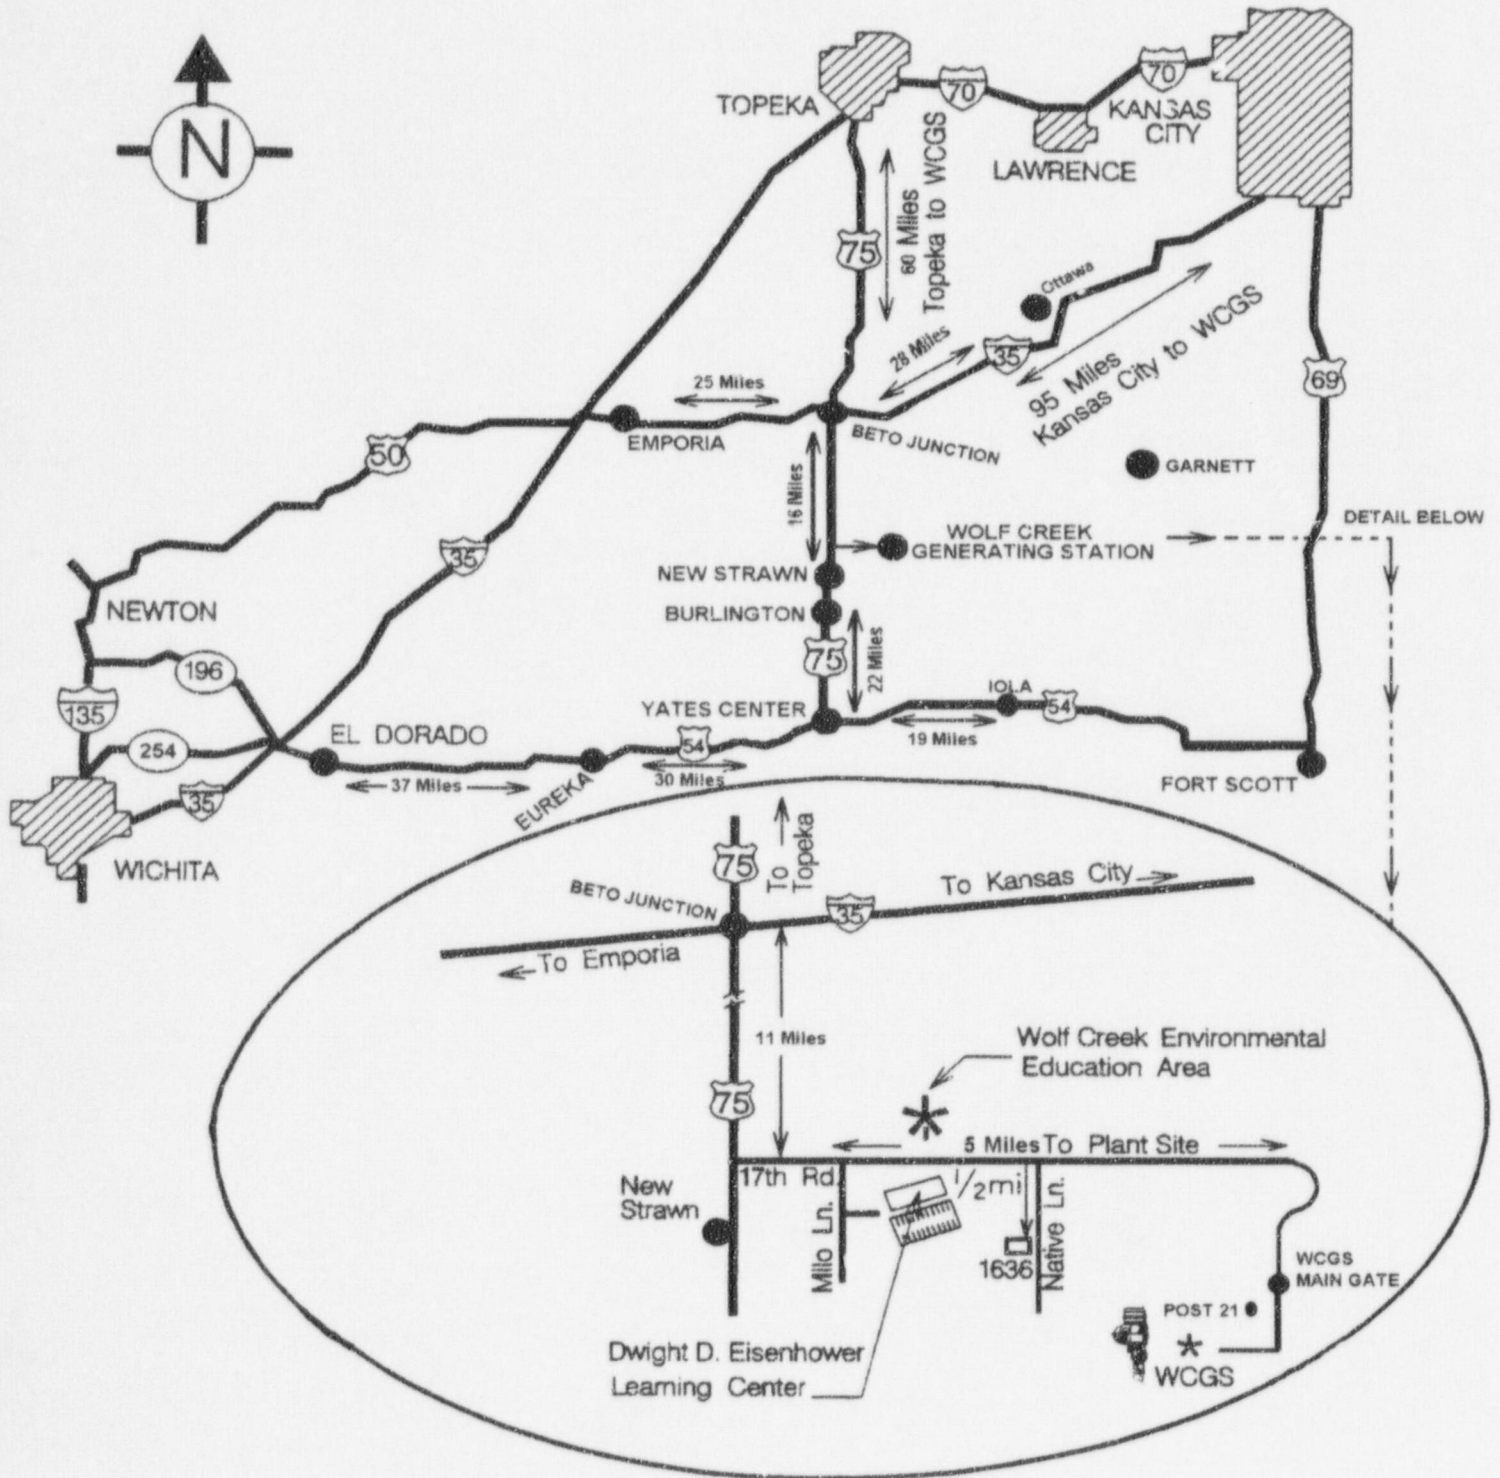 N
TOPEKA
70
70
KANSAS
CITY
LAWRENCE
75
60 Miles
Topeka to WCGS
Ottawa
28 Miles
35
95 Miles
Kansas City to WCGS
69
25 Miles
EMPORIA
BETO JUNCTION
50
GARNETT
16 Miles
35
WOLF CREEK
GENERATING STATION
DETAIL BELOW
NEW STRAWN
BURLINGTON
NEWTON
196
135
254
75
22 Miles
YATES CENTER
IOLA
54
19 Miles
EL DORADO
54
37 Miles
EUREKA
30 Miles
FORT SCOTT
35
WICHITA
75
To
Topeka
BETO JUNCTION
35
To Kansas City
To Emporia
11 Miles
75
Wolf Creek Environmental
Education Area
5 Miles To Plant Site
17th Rd.
1/2 mi
New
Strawn
Milo Ln.
1636
Native Ln.
WCGS
MAIN GATE
POST 21
WCGS
Dwight D. Eisenhower
Learning Center